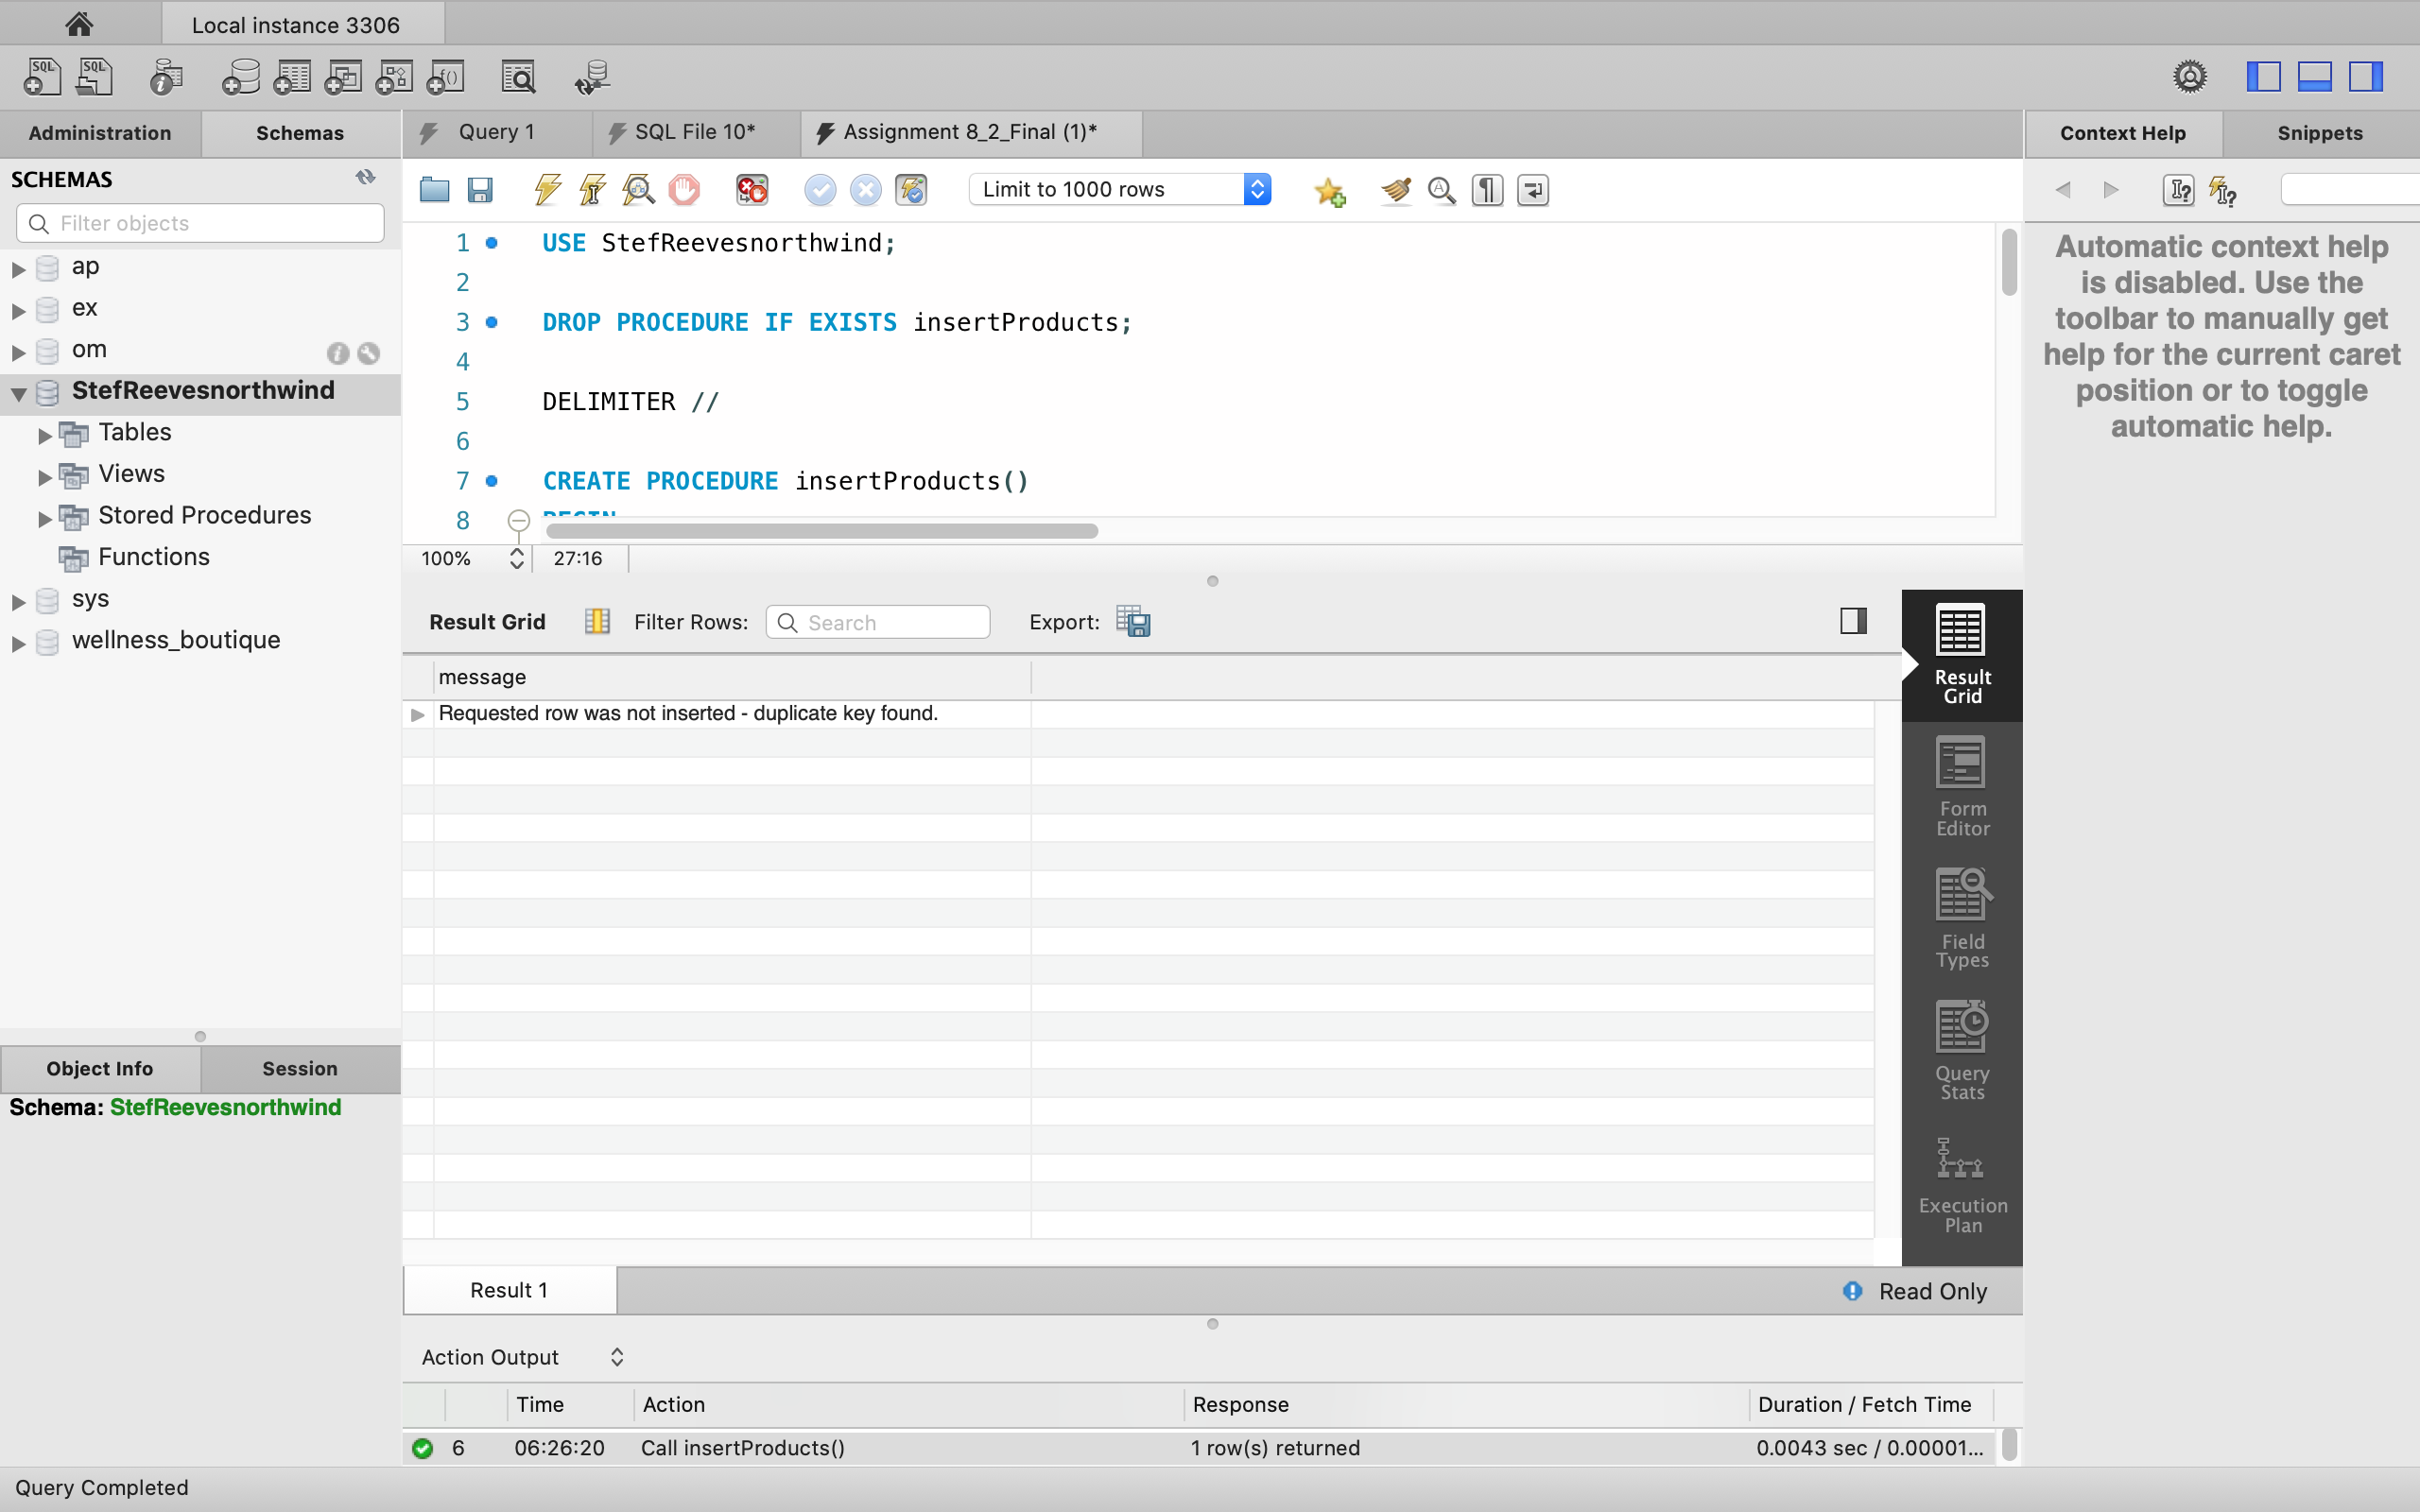 Local instance 3306
SQL
SQL
Administration
Schemas
Query 1
SQL File 10*
Assignment 8_2_Final (1)*
Context Help
Snippets
SCHEMAS
Filter objects
ap
ex
om
StefReevesnorthwind
Tables
Views
Stored Procedures
Functions
sys
wellness_boutique
Limit to 1000 rows
1 USE StefReevesnorthwind;
2
3 DROP PROCEDURE IF EXISTS insertProducts;
4
5 DELIMITER //
6
7 CREATE PROCEDURE insertProducts()
8 BEGIN
100%
27:16
Automatic context help
is disabled. Use the
toolbar to manually get
help for the current caret
position or to toggle
automatic help.
Result Grid
Filter Rows:
Search
Export:
message
Requested row was not inserted - duplicate key found.
Result
Grid
Form
Editor
Field
Types
Query
Stats
Execution
Plan
Object Info
Session
Schema: StefReevesnorthwind
Result 1
Read Only
Action Output
Time
Action
Response
Duration / Fetch Time
6
06:26:20
Call insertProducts()
1 row(s) returned
0.0043 sec / 0.00001...
Query Completed